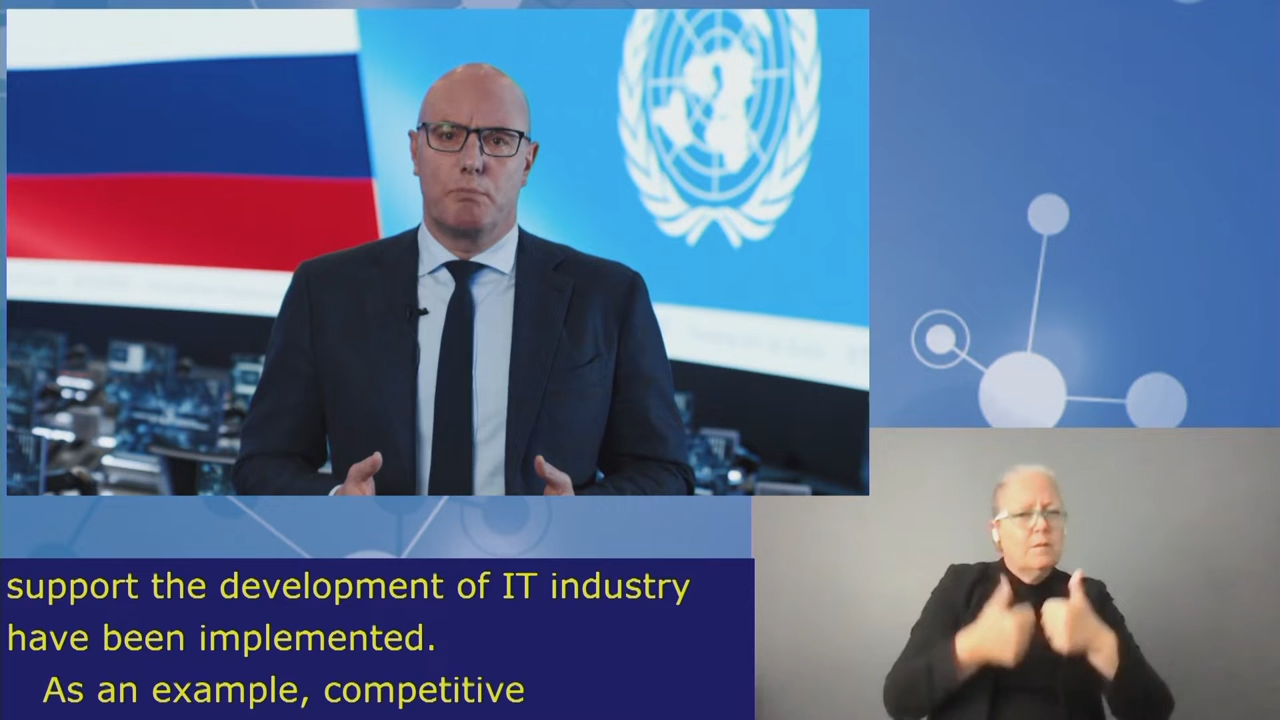 support the development of IT industry
have been implemented.
As an example, competitive